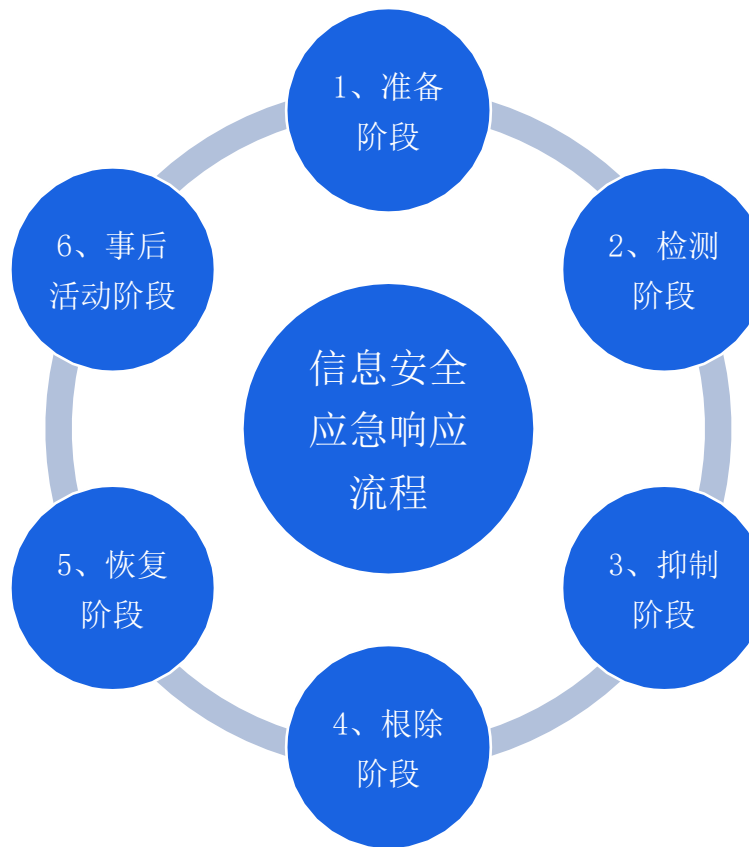 1、准备
阶段
2、检测
阶段
3、抑制
阶段
4、根除
阶段
5、恢复
阶段
6、事后
活动阶段
信息安全
应急响应
流程